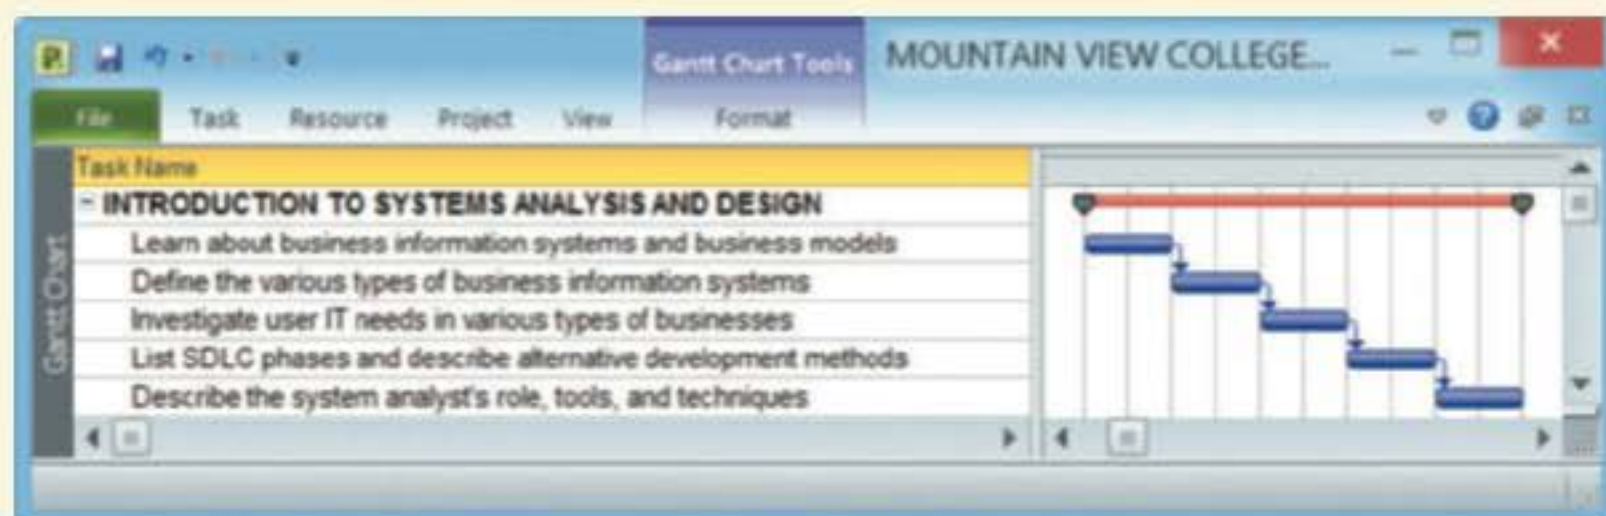 Gantt Chart Tools
MOUNTAIN VIEW COLLEGE...
File Task Resource Project View Format
Task Name
INTRODUCTION TO SYSTEMS ANALYSIS AND DESIGN
Learn about business information systems and business models
Define the various types of business information systems
Investigate user IT needs in various types of businesses
List SDLC phases and describe alternative development methods
Describe the system analyst's role, tools, and techniques
Gantt Chart